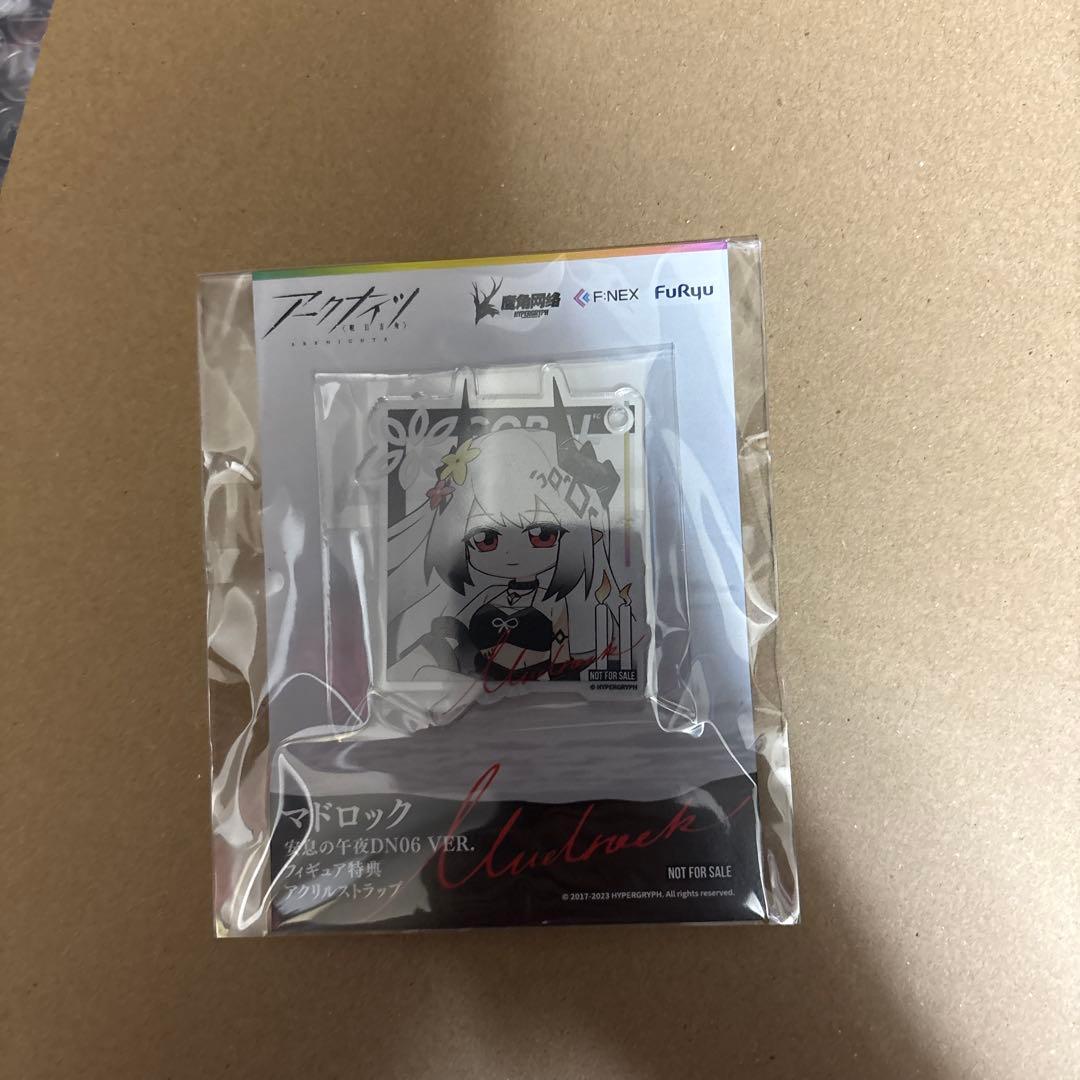 アークナイツ
〈明日方舟〉
ARKNIGHTS
魔角网络
HYPERGRYPH
F:NEX
FuRyu
NOT FOR SALE
© HYPERGRYPH
Mudrock
マドロック
安息の午夜DN06 VER.
フィギュア特典
アクリルストラップ
Mudrock
NOT FOR SALE
© 2017-2023 HYPERGRYPH. All rights reserved.